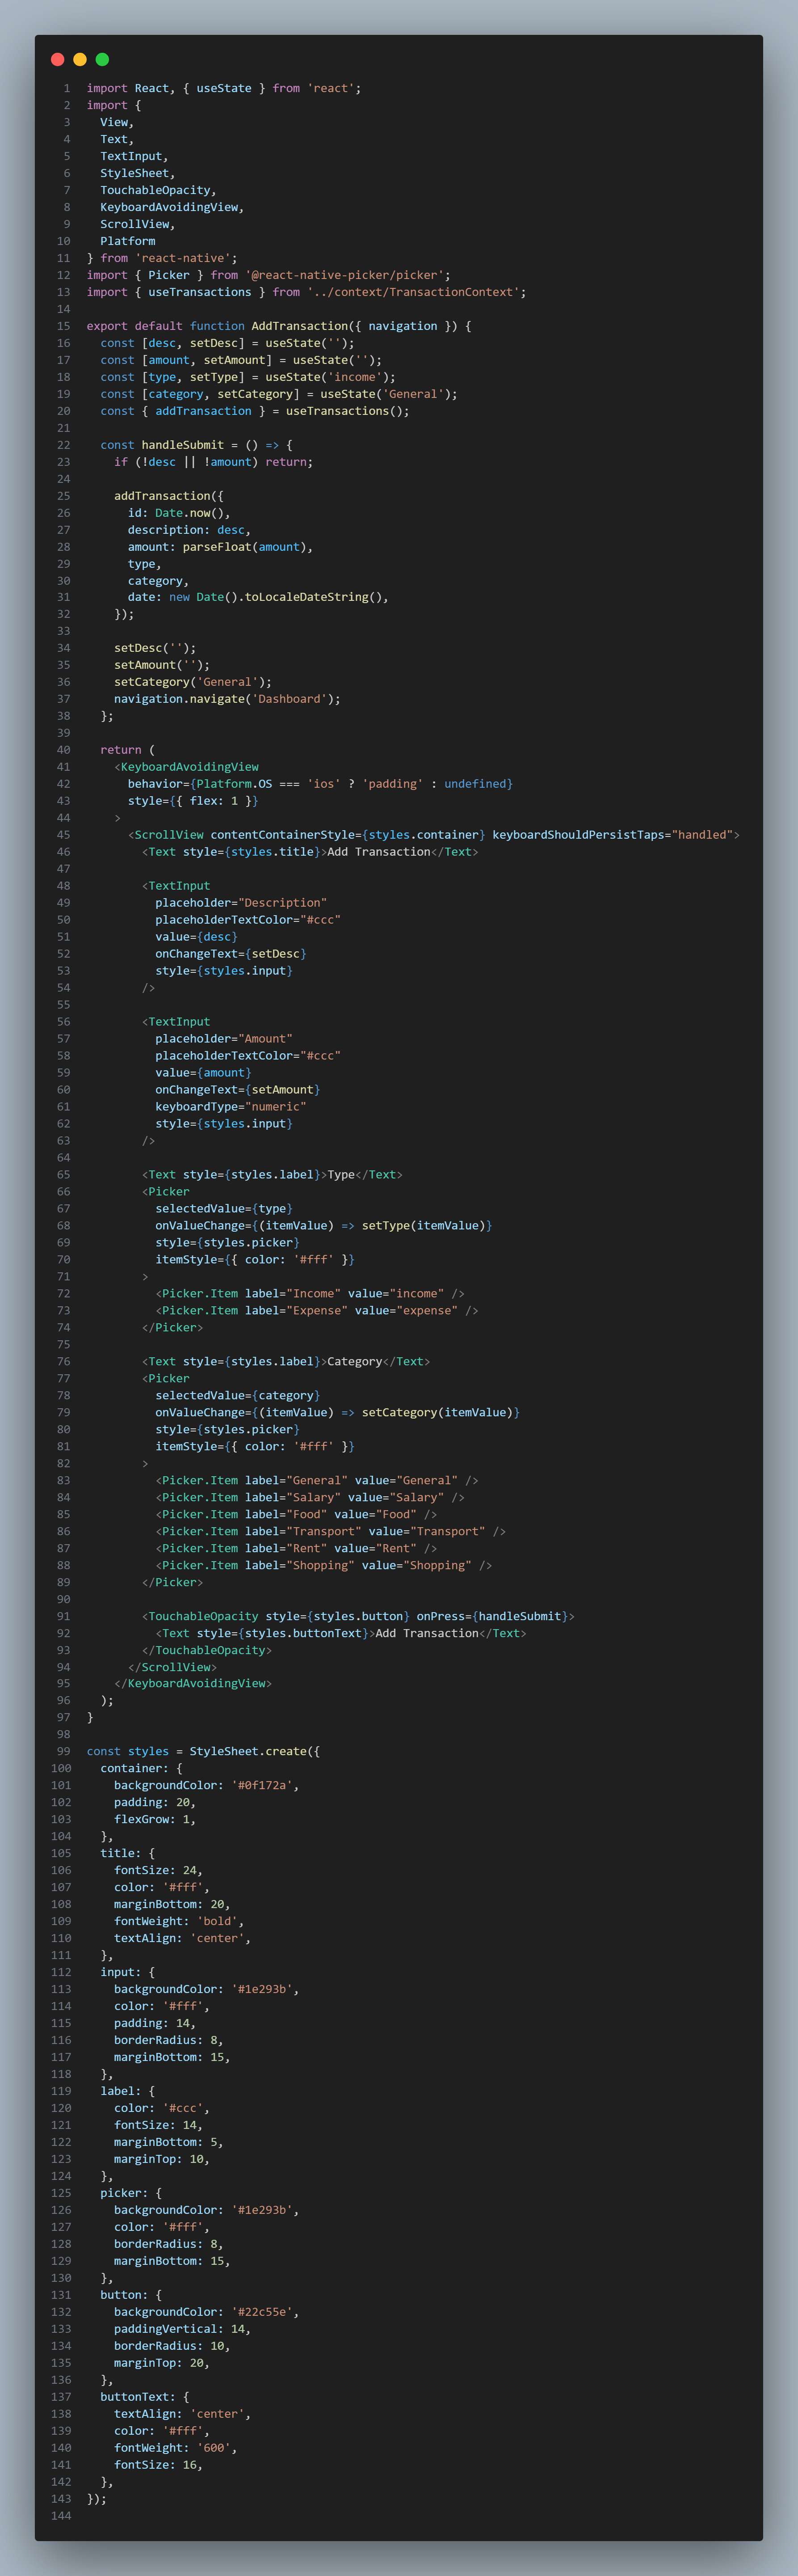 1 import React, { useState } from 'react';
2 import {
3   View,
4   Text,
5   TextInput,
6   StyleSheet,
7   TouchableOpacity,
8   KeyboardAvoidingView,
9   ScrollView,
10   Platform
11 } from 'react-native';
12 import { Picker } from '@react-native-picker/picker';
13 import { useTransactions } from '../context/TransactionContext';
14
15 export default function AddTransaction({ navigation }) {
16   const [desc, setDesc] = useState('');
17   const [amount, setAmount] = useState('');
18   const [type, setType] = useState('income');
19   const [category, setCategory] = useState('General');
20   const { addTransaction } = useTransactions();
21
22   const handleSubmit = () => {
23     if (!desc || !amount) return;
24
25     addTransaction({
26       id: Date.now(),
27       description: desc,
28       amount: parseFloat(amount),
29       type,
30       category,
31       date: new Date().toLocaleDateString(),
32     });
33
34     setDesc('');
35     setAmount('');
36     setCategory('General');
37     navigation.navigate('Dashboard');
38   };
39
40   return (
41     <KeyboardAvoidingView
42       behavior={Platform.OS === 'ios' ? 'padding' : undefined}
43       style={{ flex: 1 }}
44     >
45       <ScrollView contentContainerStyle={styles.container} keyboardShouldPersistTaps="handled">
46         <Text style={styles.title}>Add Transaction</Text>
47
48         <TextInput
49           placeholder="Description"
50           placeholderTextColor="#ccc"
51           value={desc}
52           onChangeText={setDesc}
53           style={styles.input}
54         />
55
56         <TextInput
57           placeholder="Amount"
58           placeholderTextColor="#ccc"
59           value={amount}
60           onChangeText={setAmount}
61           keyboardType="numeric"
62           style={styles.input}
63         />
64
65         <Text style={styles.label}>Type</Text>
66         <Picker
67           selectedValue={type}
68           onValueChange={(itemValue) => setType(itemValue)}
69           style={styles.picker}
70           itemStyle={{ color: '#fff' }}
71         >
72           <Picker.Item label="Income" value="income" />
73           <Picker.Item label="Expense" value="expense" />
74         </Picker>
75
76         <Text style={styles.label}>Category</Text>
77         <Picker
78           selectedValue={category}
79           onValueChange={(itemValue) => setCategory(itemValue)}
80           style={styles.picker}
81           itemStyle={{ color: '#fff' }}
82         >
83           <Picker.Item label="General" value="General" />
84           <Picker.Item label="Salary" value="Salary" />
85           <Picker.Item label="Food" value="Food" />
86           <Picker.Item label="Transport" value="Transport" />
87           <Picker.Item label="Rent" value="Rent" />
88           <Picker.Item label="Shopping" value="Shopping" />
89         </Picker>
90
91         <TouchableOpacity style={styles.button} onPress={handleSubmit}>
92           <Text style={styles.buttonText}>Add Transaction</Text>
93         </TouchableOpacity>
94       </ScrollView>
95     </KeyboardAvoidingView>
96   );
97 }
98
99 const styles = StyleSheet.create({
100   container: {
101     backgroundColor: '#0f172a',
102     padding: 20,
103     flexGrow: 1,
104   },
105   title: {
106     fontSize: 24,
107     color: '#fff',
108     marginBottom: 20,
109     fontWeight: 'bold',
110     textAlign: 'center',
111   },
112   input: {
113     backgroundColor: '#1e293b',
114     color: '#fff',
115     padding: 14,
116     borderRadius: 8,
117     marginBottom: 15,
118   },
119   label: {
120     color: '#ccc',
121     fontSize: 14,
122     marginBottom: 5,
123     marginTop: 10,
124   },
125   picker: {
126     backgroundColor: '#1e293b',
127     color: '#fff',
128     borderRadius: 8,
129     marginBottom: 15,
130   },
131   button: {
132     backgroundColor: '#22c55e',
133     paddingVertical: 14,
134     borderRadius: 10,
135     marginTop: 20,
136   },
137   buttonText: {
138     textAlign: 'center',
139     color: '#fff',
140     fontWeight: '600',
141     fontSize: 16,
142   },
143 });
144